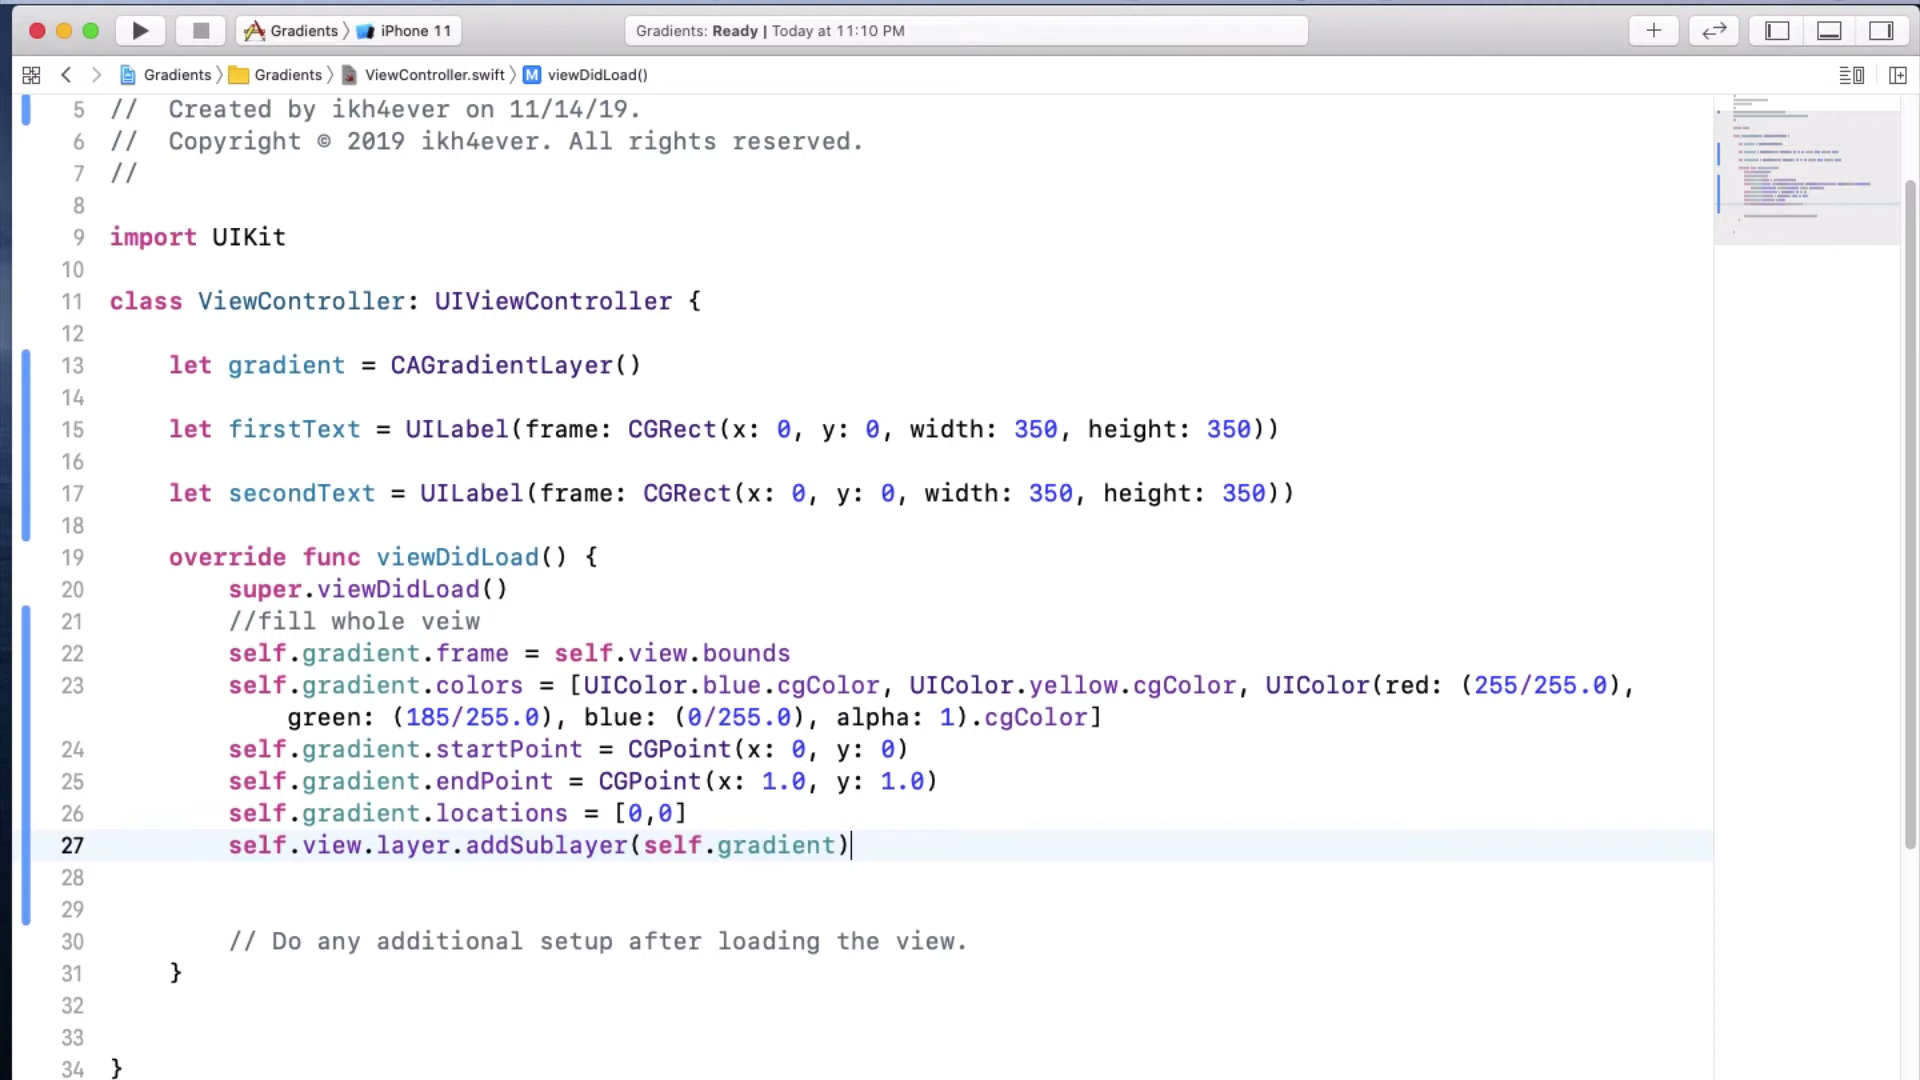 Gradients 〉 iPhone 11
Gradients: Ready | Today at 11:10 PM
Gradients 〉 Gradients 〉 ViewController.swift 〉 M viewDidLoad()
5 //  Created by ikh4ever on 11/14/19.
6 //  Copyright © 2019 ikh4ever. All rights reserved.
7 //
8
9 import UIKit
10
11 class ViewController: UIViewController {
12
13     let gradient = CAGradientLayer()
14
15     let firstText = UILabel(frame: CGRect(x: 0, y: 0, width: 350, height: 350))
16
17     let secondText = UILabel(frame: CGRect(x: 0, y: 0, width: 350, height: 350))
18
19     override func viewDidLoad() {
20         super.viewDidLoad()
21         //fill whole veiw
22         self.gradient.frame = self.view.bounds
23         self.gradient.colors = [UIColor.blue.cgColor, UIColor.yellow.cgColor, UIColor(red: (255/255.0),
            green: (185/255.0), blue: (0/255.0), alpha: 1).cgColor]
24         self.gradient.startPoint = CGPoint(x: 0, y: 0)
25         self.gradient.endPoint = CGPoint(x: 1.0, y: 1.0)
26         self.gradient.locations = [0,0]
27         self.view.layer.addSublayer(self.gradient)
28
29
30         // Do any additional setup after loading the view.
31     }
32
33
34 }